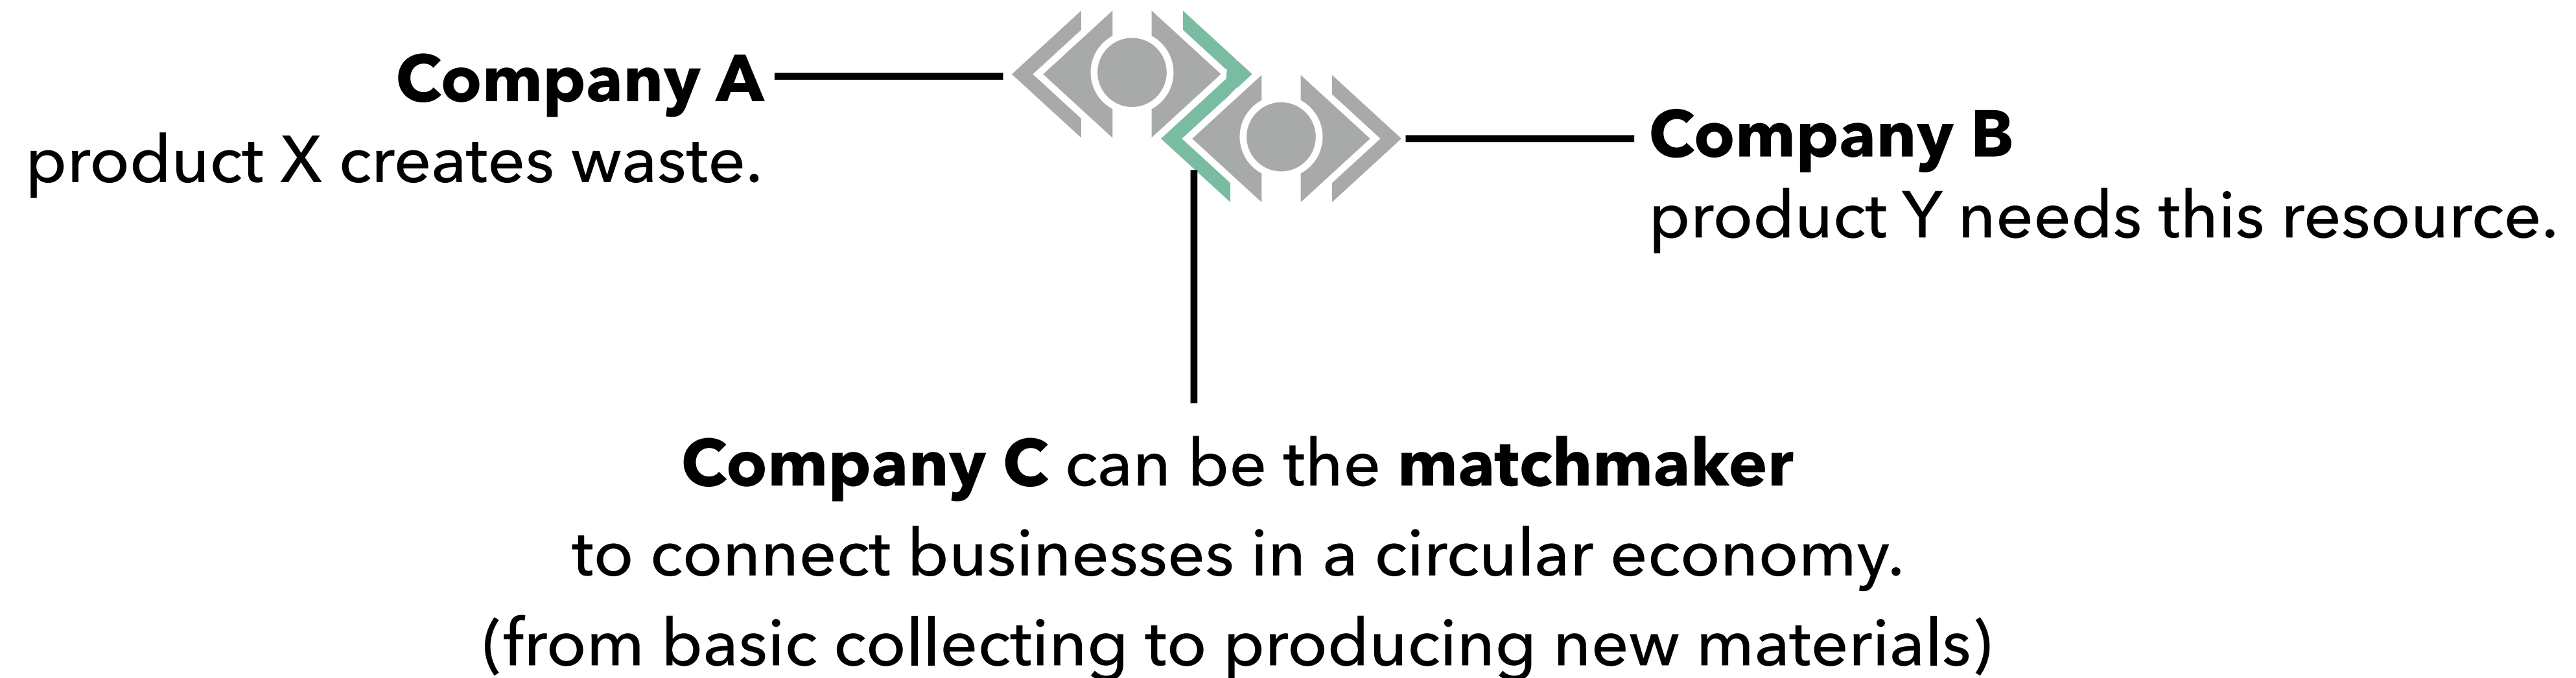 Company A
product X creates waste.
Company B
product Y needs this resource.
Company C can be the matchmaker
to connect businesses in a circular economy.
(from basic collecting to producing new materials)